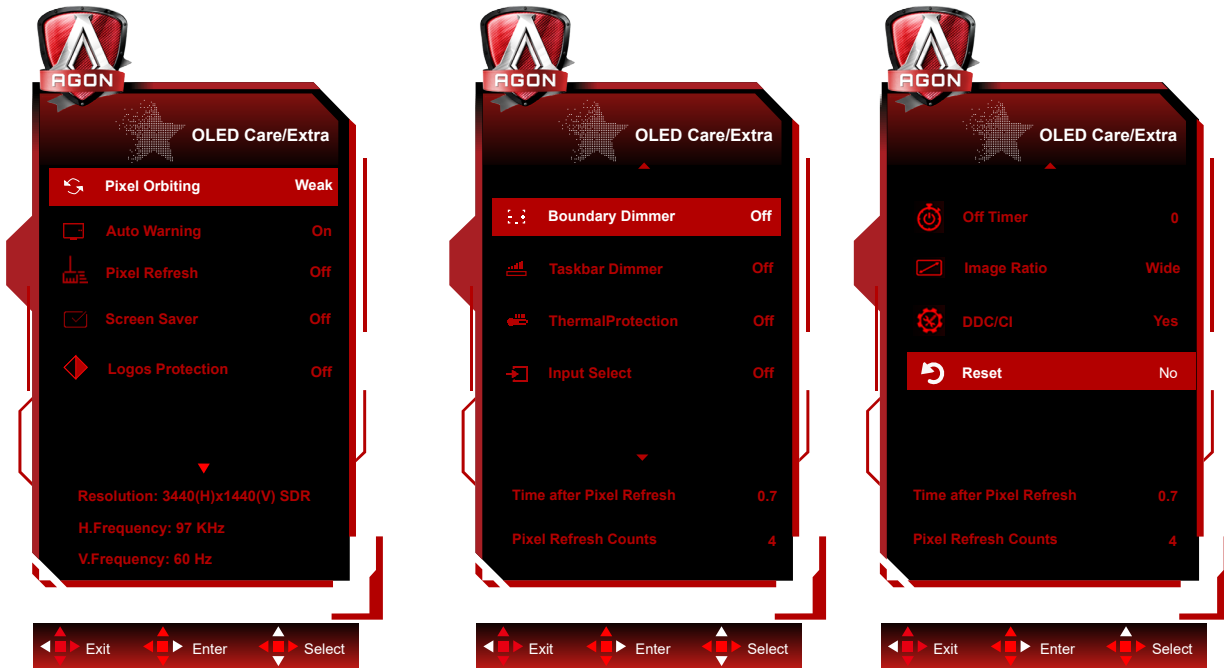 AGON
OLED Care/Extra
Pixel Orbiting Weak
Auto Warning On
Pixel Refresh Off
Screen Saver Off
Logos Protection Off
Resolution: 3440(H)x1440(V) SDR
H.Frequency: 97 KHz
V.Frequency: 60 Hz
Exit Enter Select
AGON
OLED Care/Extra
Boundary Dimmer Off
Taskbar Dimmer Off
ThermalProtection Off
Input Select Off
Time after Pixel Refresh 0.7
Pixel Refresh Counts 4
Exit Enter Select
AGON
OLED Care/Extra
Off Timer 0
Image Ratio Wide
DDC/CI Yes
Reset No
Time after Pixel Refresh 0.7
Pixel Refresh Counts 4
Exit Enter Select